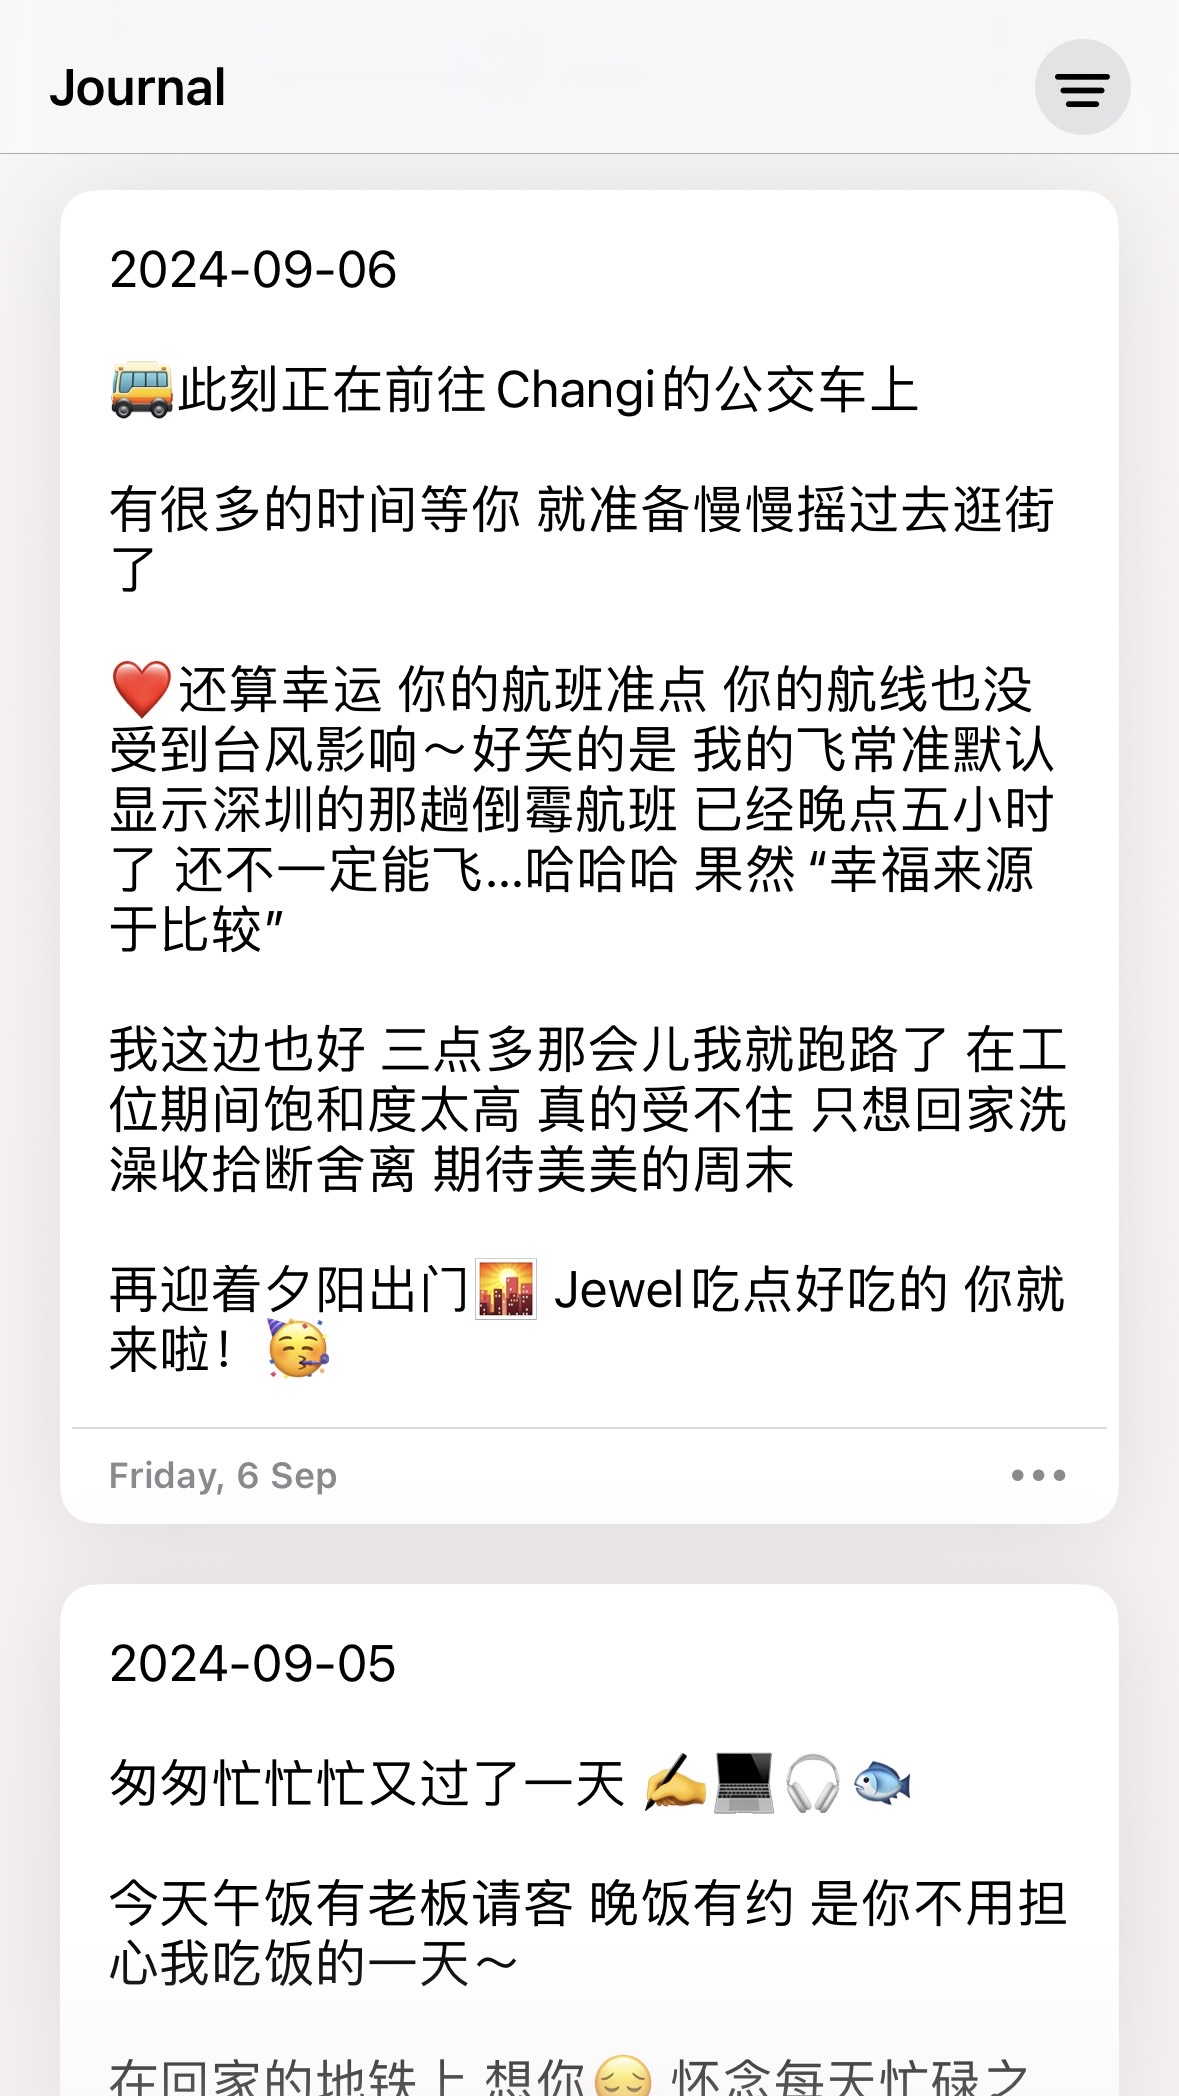 Journal
2024-09-06
🚌此刻正在前往Changi的公交车上
有很多的时间等你 就准备慢慢摇过去逛街
了
❤️还算幸运 你的航班准点 你的航线也没
受到台风影响～好笑的是 我的飞常准默认
显示深圳的那趟倒霉航班 已经晚点五小时
了 还不一定能飞...哈哈哈 果然 “幸福来源
于比较”
我这边也好 三点多那会儿我就跑路了 在工
位期间饱和度太高 真的受不住 只想回家洗
澡收拾断舍离 期待美美的周末
再迎着夕阳出门🌇 Jewel吃点好吃的 你就
来啦！🥳
Friday, 6 Sep
2024-09-05
匆匆忙忙忙又过了一天 ✍️💻🎧🐟
今天午饭有老板请客 晚饭有约 是你不用担
心我吃饭的一天～
在回家的地铁上 想你😔 怀念每天忙碌之